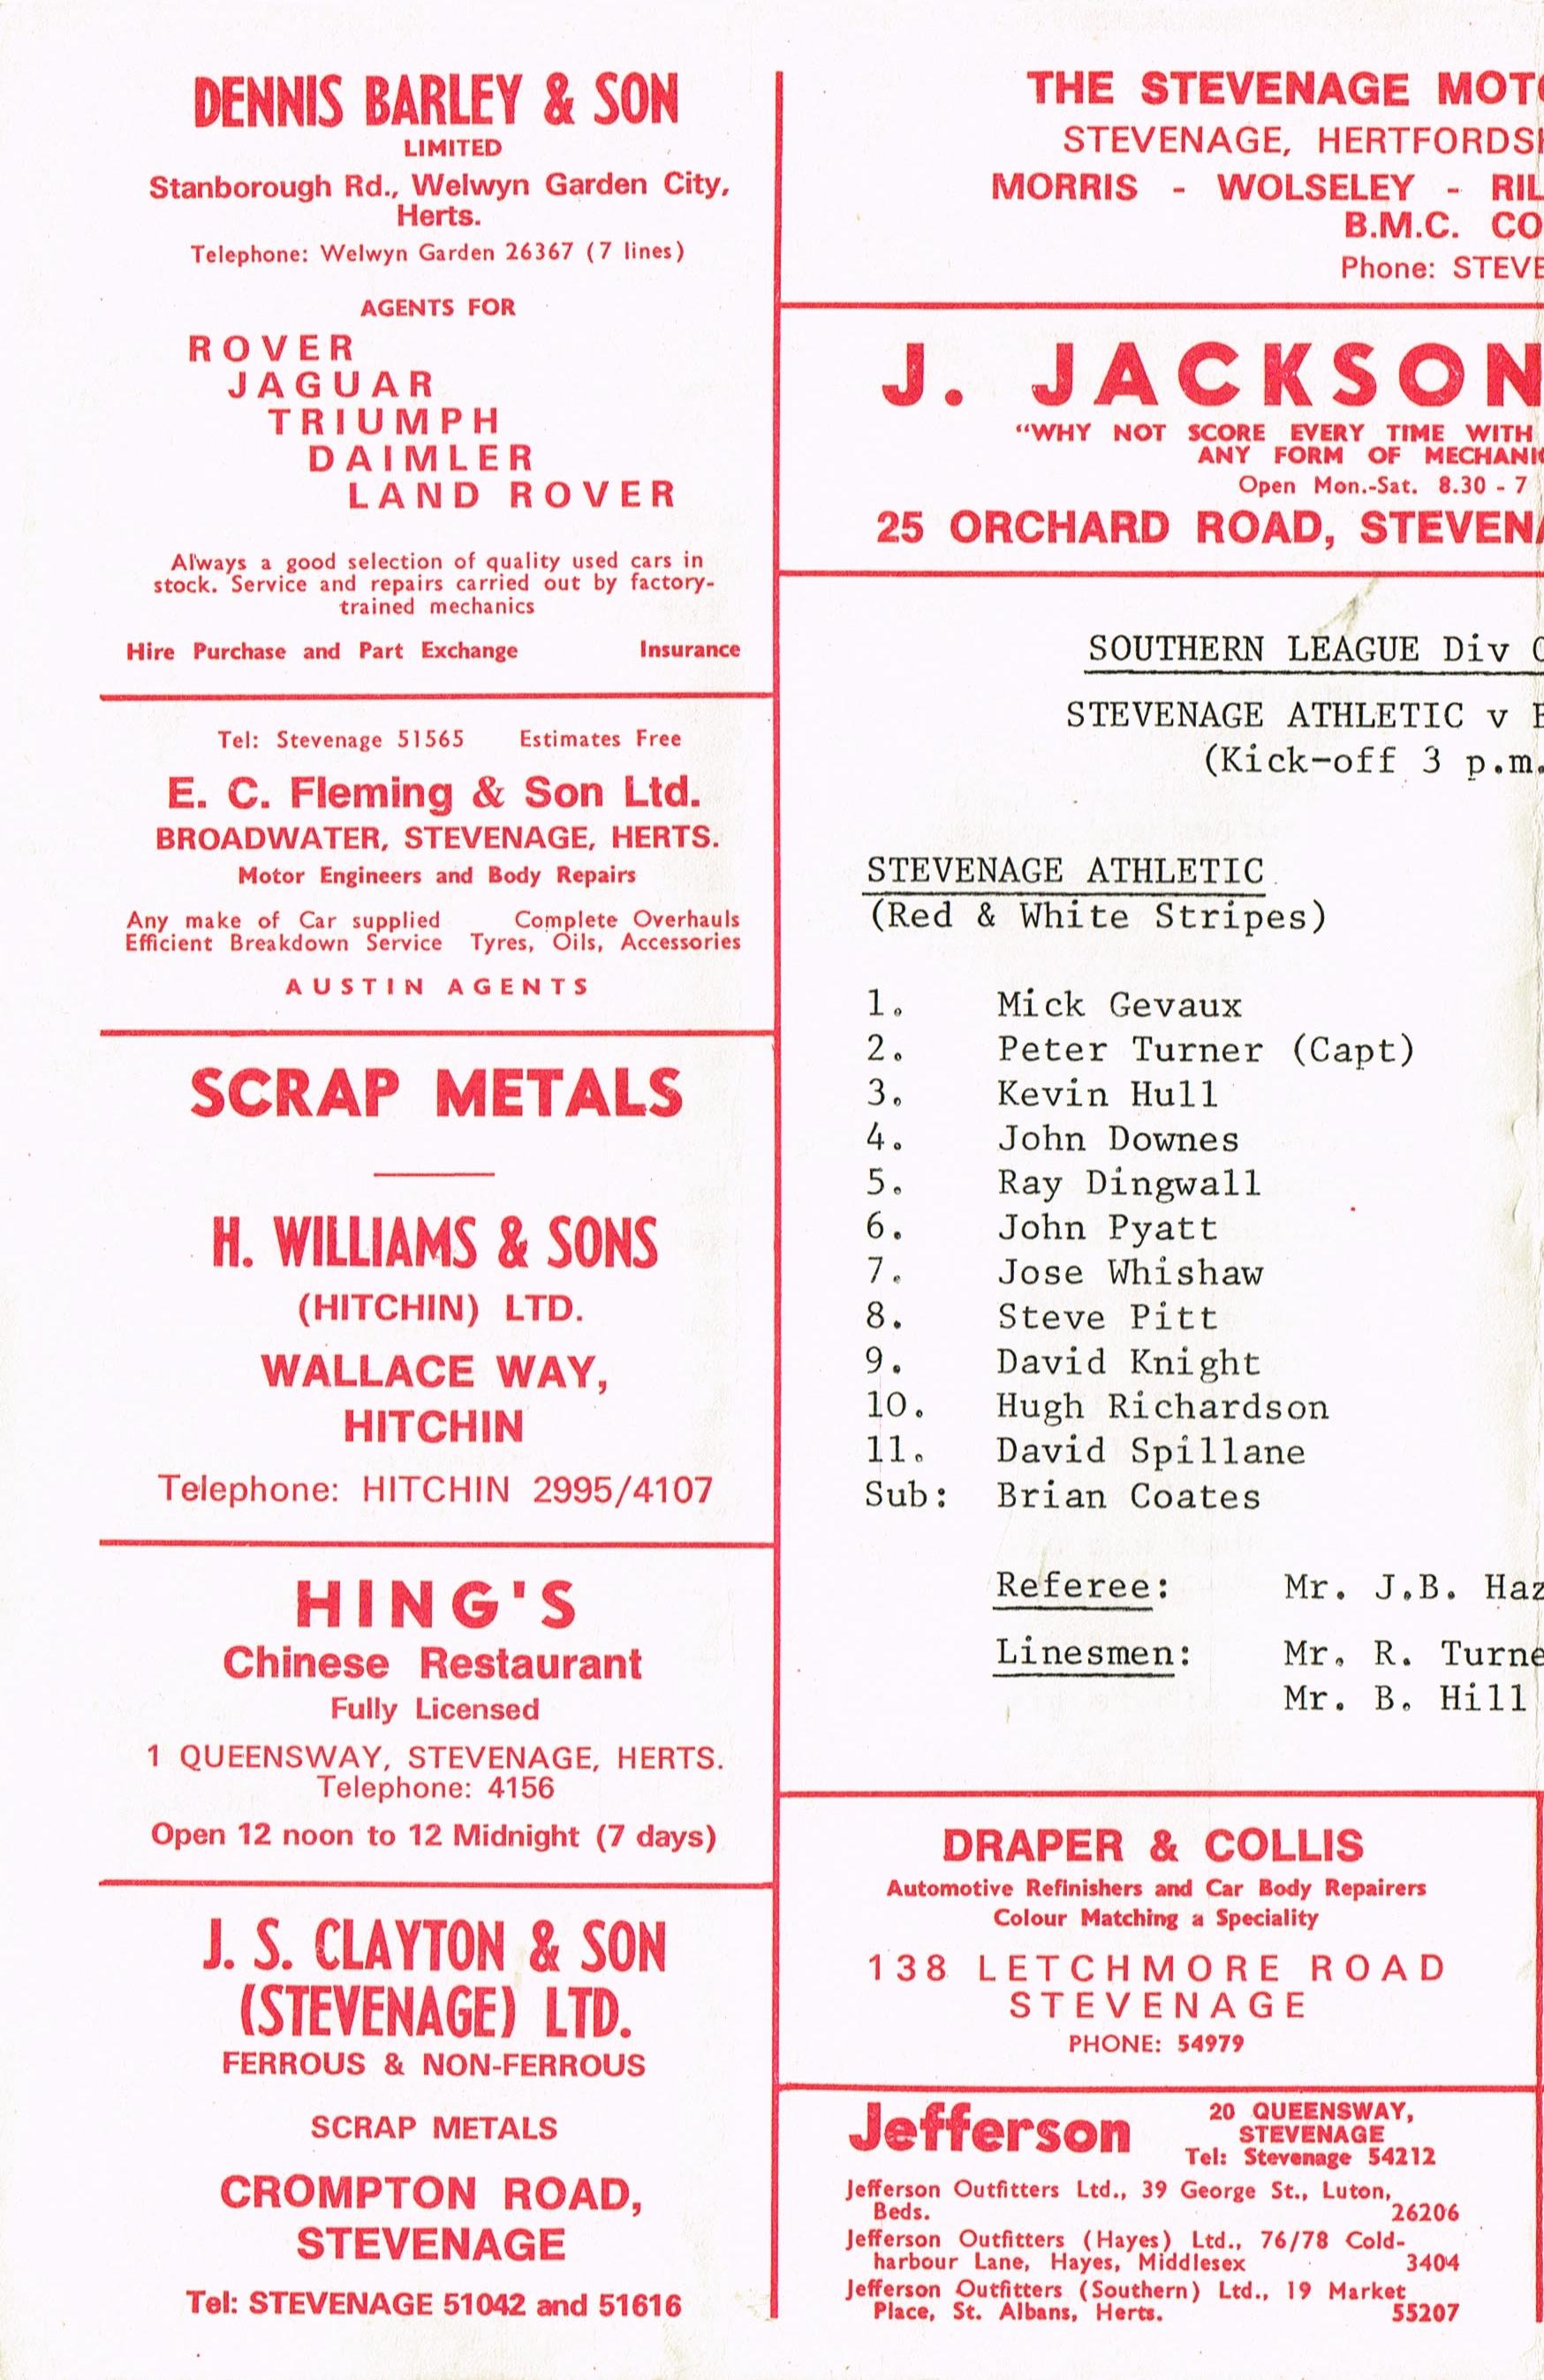 DENNIS BARLEY & SON
LIMITED
Stanborough Rd., Welwyn Garden City,
Herts.
Telephone: Welwyn Garden 26367 (7 lines)
AGENTS FOR
ROVER
JAGUAR
TRIUMPH
DAIMLER
LAND ROVER
Always a good selection of quality used cars in
stock. Service and repairs carried out by factory-
trained mechanics
Hire Purchase and Part Exchange Insurance
Tel: Stevenage 51565 Estimates Free
E. C. Fleming & Son Ltd.
BROADWATER, STEVENAGE, HERTS.
Motor Engineers and Body Repairs
Any make of Car supplied Complete Overhauls
Efficient Breakdown Service Tyres, Oils, Accessories
AUSTIN AGENTS
SCRAP METALS
H. WILLIAMS & SONS
(HITCHIN) LTD.
WALLACE WAY,
HITCHIN
Telephone: HITCHIN 2995/4107
HING'S
Chinese Restaurant
Fully Licensed
1 QUEENSWAY, STEVENAGE, HERTS.
Telephone: 4156
Open 12 noon to 12 Midnight (7 days)
J. S. CLAYTON & SON
(STEVENAGE) LTD.
FERROUS & NON-FERROUS
SCRAP METALS
CROMPTON ROAD,
STEVENAGE
Tel: STEVENAGE 51042 and 51616
THE STEVENAGE MOT
STEVENAGE, HERTFORDS
MORRIS - WOLSELEY - RIL
B.M.C. CO
Phone: STEVE
J. JACKSON
"WHY NOT SCORE EVERY TIME WITH
ANY FORM OF MECHANI
Open Mon.-Sat. 8.30 - 7
25 ORCHARD ROAD, STEVEN
SOUTHERN LEAGUE Div
STEVENAGE ATHLETIC v
(Kick-off 3 p.m.
STEVENAGE ATHLETIC
(Red & White Stripes)
1. Mick Gevaux
2. Peter Turner (Capt)
3. Kevin Hull
4. John Downes
5. Ray Dingwall
6. John Pyatt
7. Jose Whishaw
8. Steve Pitt
9. David Knight
10. Hugh Richardson
11. David Spillane
Sub: Brian Coates
Referee: Mr. J.B. Haz
Linesmen: Mr. R. Turne
Mr. B. Hill
DRAPER & COLLIS
Automotive Refinishers and Car Body Repairers
Colour Matching a Speciality
138 LETCHMORE ROAD
STEVENAGE
PHONE: 54979
Jefferson
20 QUEENSWAY,
STEVENAGE
Tel: Stevenage 54212
Jefferson Outfitters Ltd., 39 George St., Luton,
Beds. 26206
Jefferson Outfitters (Hayes) Ltd., 76/78 Cold-
harbour Lane, Hayes, Middlesex 3404
Jefferson Outfitters (Southern) Ltd., 19 Market
Place, St. Albans, Herts. 55207